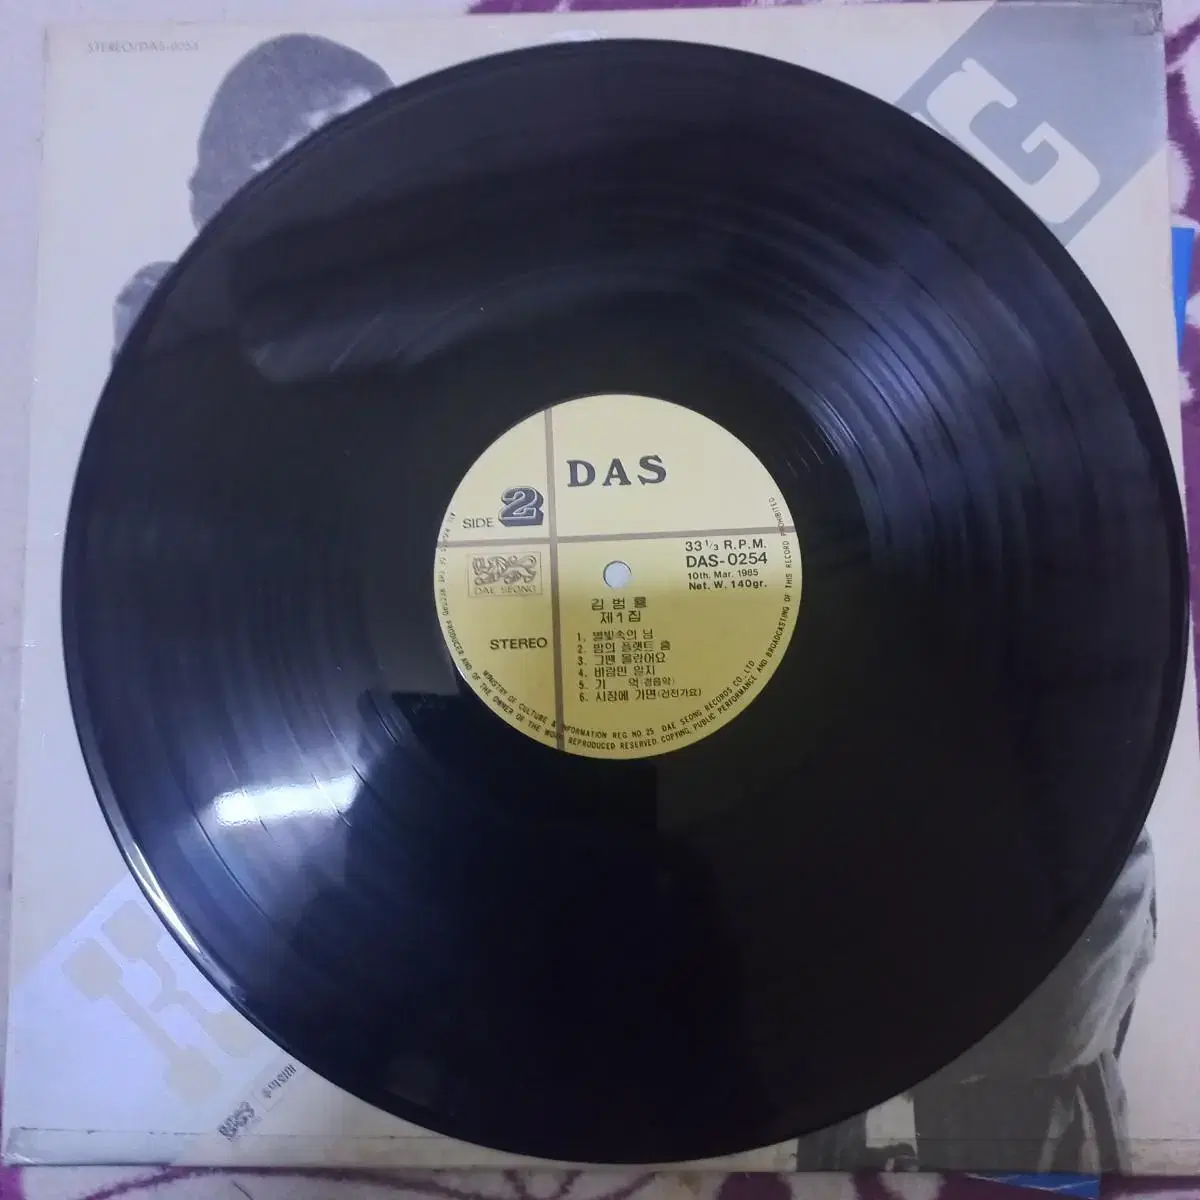 STEREO/DAS-0254
G
DAS
SIDE 2
DAE SEONG
STEREO
33 1/3 R.P.M.
DAS-0254
10th. Mar. 1985
Net. W. 140gr.
김범룡
제1집
1. 별빛속의 님
2. 밤의 플랫트 홈
3. 그땐 몰랐어요
4. 바람만 일지
5. 기 억(경음악)
6. 시장에 가면(건전가요)
MINISTRY OF CULTURE & INFORMATION REG NO. 25 DAE SEONG RECORDS CO., LTD
PRODUCER AND OF THE OWNER OF THE WORK REPRODUCED RESERVED COPYING, PUBLIC PERFORMANCE AND BROADCASTING OF THIS RECORD PROHIBITED
K